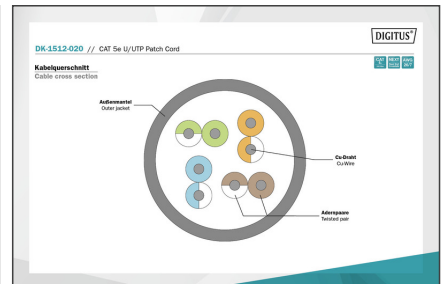 DIGITUS®
DK-1512-020 // CAT 5e U/UTP Patch Cord
Kabelquerschnitt
Cable cross section
Außenmantel
Outer jacket
Cu-Draht
Cu-Wire
Adernpaare
Twisted pair